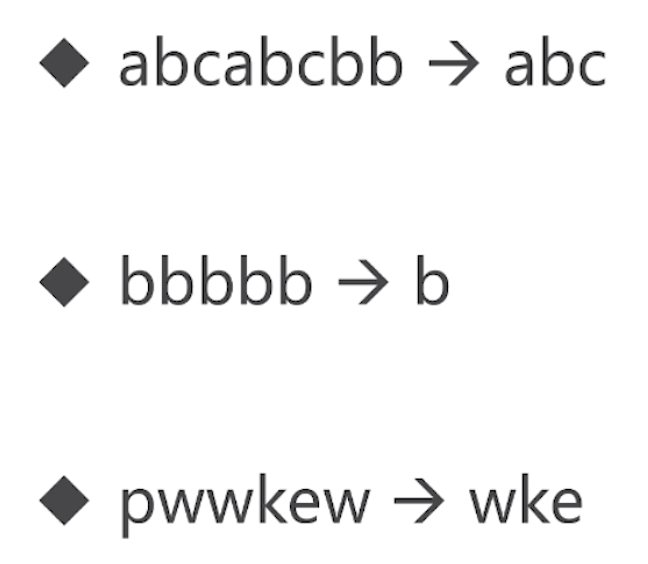 ◆ abcabcbb → abc
◆ bbbbb → b
◆ pwwkew → wke